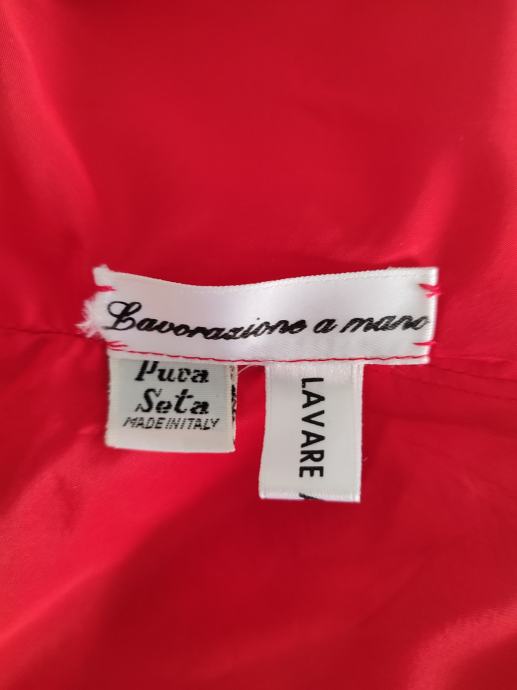 Lavorazione a mano
Pura
Seta
MADE IN ITALY
LAVARE